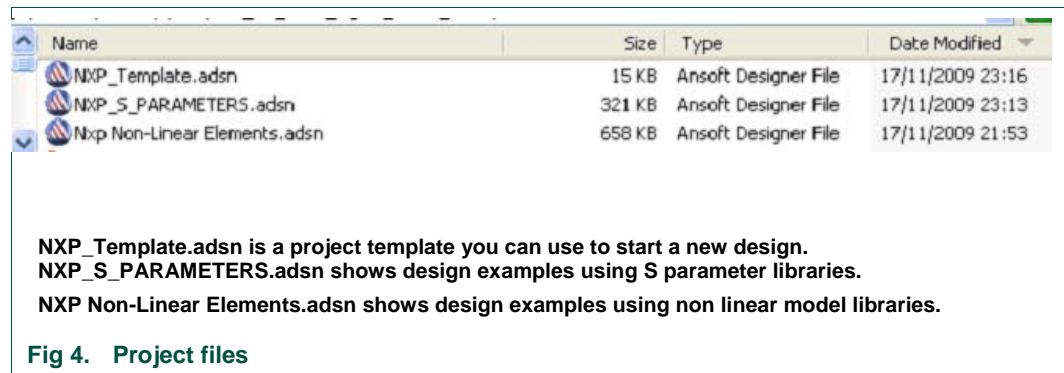 Name Size Type Date Modified
NXP_Template.adsn 15 KB Ansoft Designer File 17/11/2009 23:16
NXP_S_PARAMETERS.adsn 321 KB Ansoft Designer File 17/11/2009 23:13
Nxp Non-Linear Elements.adsn 658 KB Ansoft Designer File 17/11/2009 21:53
NXP_Template.adsn is a project template you can use to start a new design.
NXP_S_PARAMETERS.adsn shows design examples using S parameter libraries.
NXP Non-Linear Elements.adsn shows design examples using non linear model libraries.
Fig 4. Project files